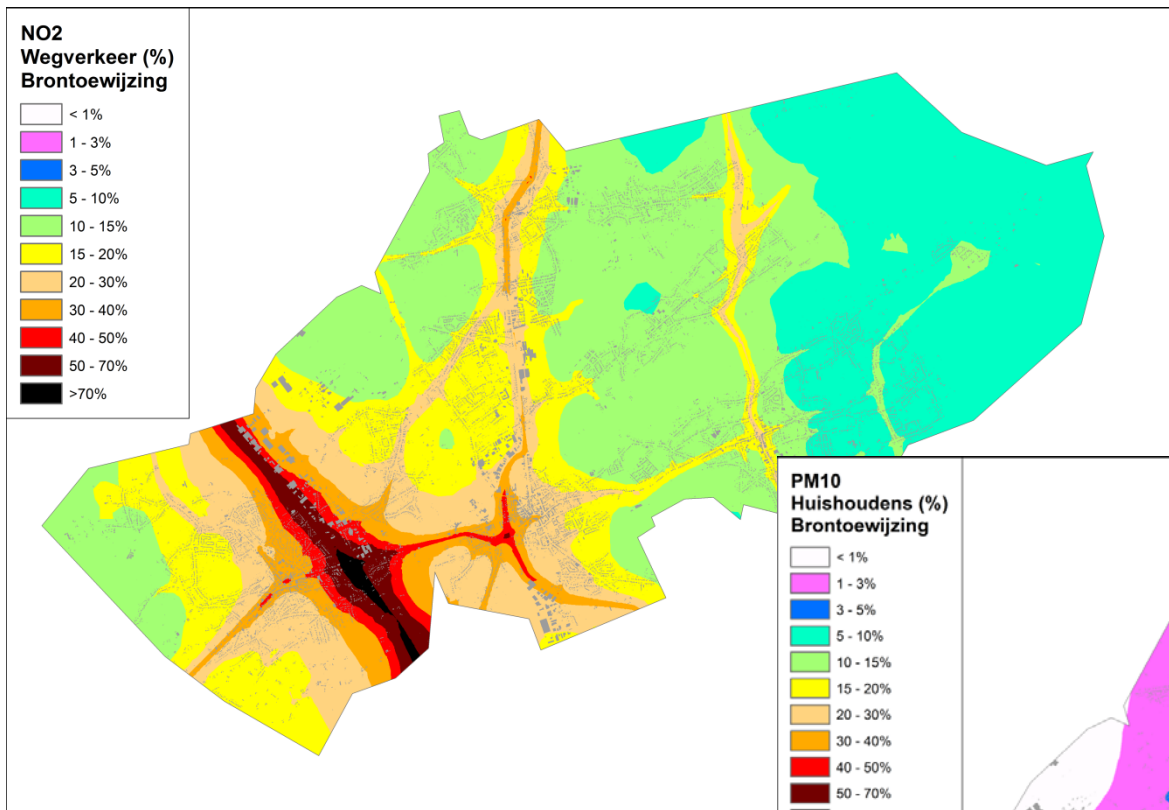 NO2
Wegverkeer (%)
Brontoewijzing
< 1%
1 - 3%
3 - 5%
5 - 10%
10 - 15%
15 - 20%
20 - 30%
30 - 40%
40 - 50%
50 - 70%
>70%
PM10
Huishoudens (%)
Brontoewijzing
< 1%
1 - 3%
3 - 5%
5 - 10%
10 - 15%
15 - 20%
20 - 30%
30 - 40%
40 - 50%
50 - 70%